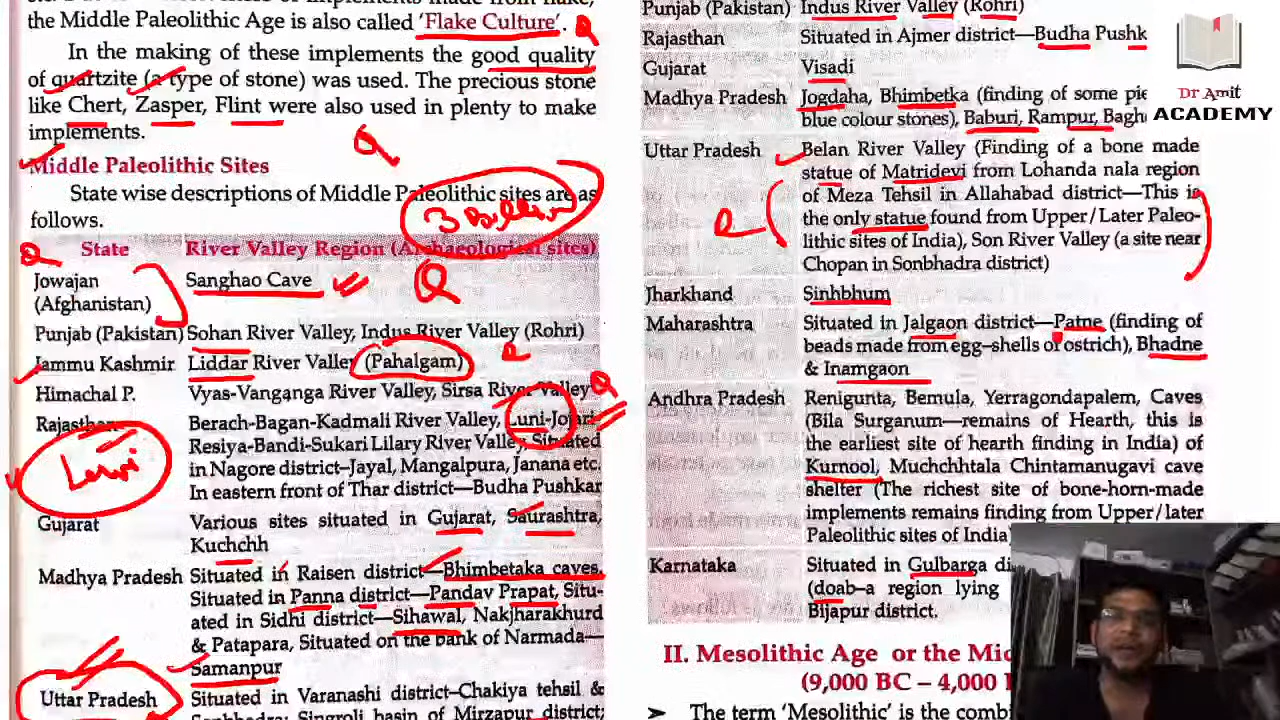 the Middle Paleolithic Age is also called 'Flake Culture'.
In the making of these implements the good quality
of quartzite (a type of stone) was used. The precious stone
like Chert, Zasper, Flint were also used in plenty to make
implements.
Middle Paleolithic Sites
State wise descriptions of Middle Paleolithic sites are as
follows.
State River Valley Region (Archaeological sites)
Jowajan Sanghao Cave
(Afghanistan)
Punjab (Pakistan) Sohan River Valley, Indus River Valley (Rohri)
Jammu Kashmir Liddar River Valley (Pahalgam)
Himachal P. Vyas-Vanganga River Valley, Sirsa River Valley
Rajasthan Berach-Bagan-Kadmali River Valley, Luni-Jojri
Resiya-Bandi-Sukari Lilary River Valley, Situated
in Nagore district–Jayal, Mangalpura, Janana etc.
In eastern front of Thar district—Budha Pushkar
Luni
Gujarat Various sites situated in Gujarat, Saurashtra,
Kuchchh
Madhya Pradesh Situated in Raisen district—Bhimbetaka caves,
Situated in Panna district—Pandav Prapat, Situ-
ated in Sidhi district—Sihawal, Nakjharakhurd
& Patapara, Situated on the bank of Narmada—
Samanpur
Uttar Pradesh Situated in Varanashi district–Chakiya tehsil &
Singroli basin of Mirzapur district;
Punjab (Pakistan) Indus River Valley (Rohri)
Rajasthan Situated in Ajmer district—Budha Pushk
Gujarat Visadi
Madhya Pradesh Jogdaha, Bhimbetka (finding of some pie
blue colour stones), Baburi, Rampur, Bagh
Uttar Pradesh Belan River Valley (Finding of a bone made
statue of Matridevi from Lohanda nala region
of Meza Tehsil in Allahabad district—This is
the only statue found from Upper/Later Paleo-
lithic sites of India), Son River Valley (a site near
Chopan in Sonbhadra district)
Jharkhand Sinhbhum
Maharashtra Situated in Jalgaon district—Patne (finding of
beads made from egg–shells of ostrich), Bhadne
& Inamgaon
Andhra Pradesh Renigunta, Bemula, Yerragondapalem, Caves
(Bila Surganum—remains of Hearth, this is
the earliest site of hearth finding in India) of
Kurnool, Muchchhtala Chintamanugavi cave
shelter (The richest site of bone-horn-made
implements remains finding from Upper/later
Paleolithic sites of India
Karnataka Situated in Gulbarga di
(doab–a region lying
Bijapur district.
II. Mesolithic Age or the Mid
(9,000 BC – 4,000
➤ The term 'Mesolithic' is the combi
Dr Amit
ACADEMY